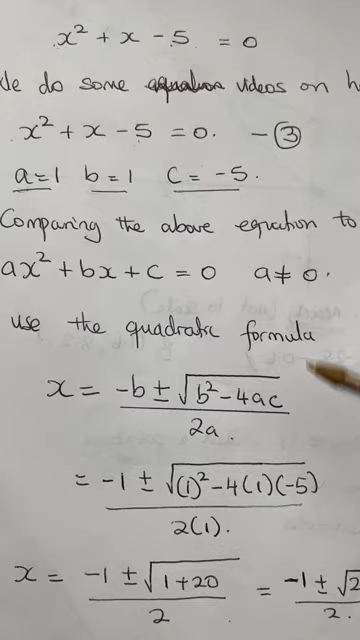 x² + x - 5 = 0
do some videos on
x² + x - 5 = 0. - ③
a=1 b=1 c = -5.
Comparing the above equation to
ax² + bx + c = 0 a ≠ 0.
use the quadratic formula
x = (-b ± √(b² - 4ac)) / 2a.
= (-1 ± √((1)² - 4(1)(-5))) / 2(1).
x = (-1 ± √(1+20)) / 2 = (-1 ± √2) / 2.